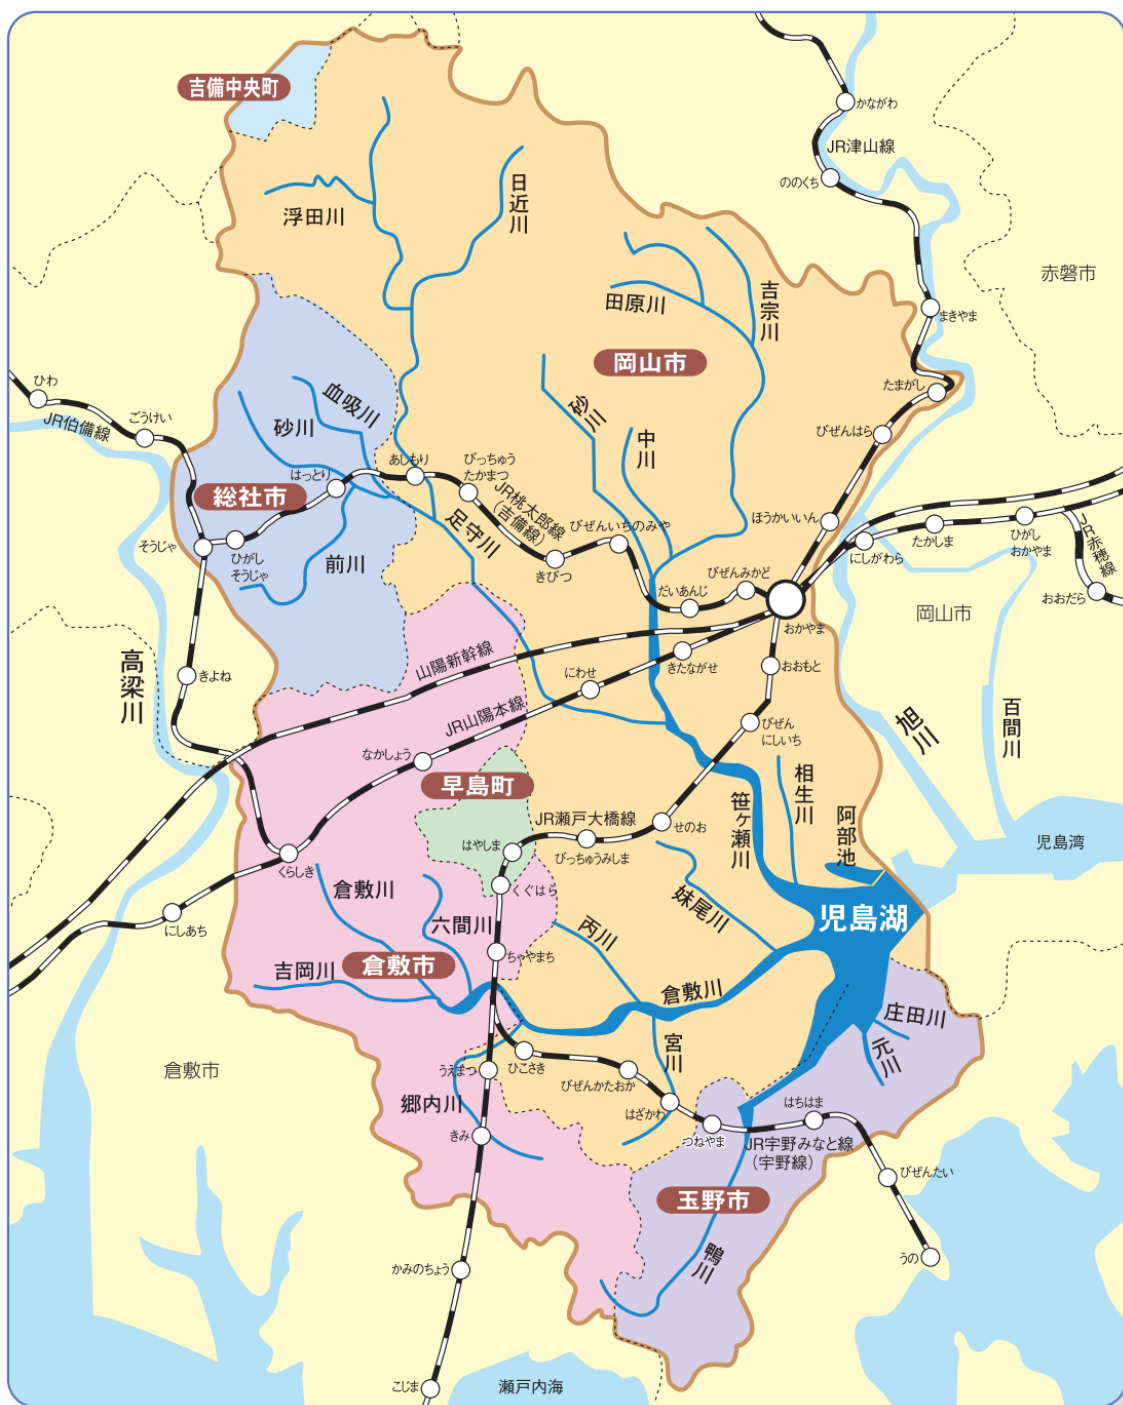 吉備中央町
かながわ
JR津山線
ののくち
日近川
浮田川
赤磐市
田原川
吉宗川
まきやま
岡山市
ひわ
たまがし
血吸川
砂川
JR伯備線
ごうけい
砂川
中川
びぜんはら
はっとり
あしもり
びっちゅう
たかまつ
総社市
JR桃太郎線
(吉備線)
足守川
びぜんいちのみや
ほうかいいん
たかしま
ひがし
おかやま
JR赤穂線
そうじゃ
ひがし
そうじゃ
前川
きびつ
にしがわら
だいあんじ
びぜんみかど
おおだら
岡山市
おかやま
高梁川
きよね
山陽新幹線
にわせ
きたながせ
おおもと
JR山陽本線
旭川
百間川
びぜん
にしいち
なかしょう
早島町
相生川
笹ヶ瀬川
阿部池
JR瀬戸大橋線
せのお
はやしま
びっちゅうみしま
児島湾
くらしき
倉敷川
くぐはら
妹尾川
児島湖
にしあち
六間川
丙川
ちゃやまち
吉岡川
倉敷市
倉敷川
庄田川
元川
宮川
倉敷市
うえまつ
ひこさき
びぜんかたおか
郷内川
はざかわ
はちはま
きみ
つねやま
JR宇野みなと線
(宇野線)
びぜんたい
玉野市
鴨川
うの
かみのちょう
こじま
瀬戸内海